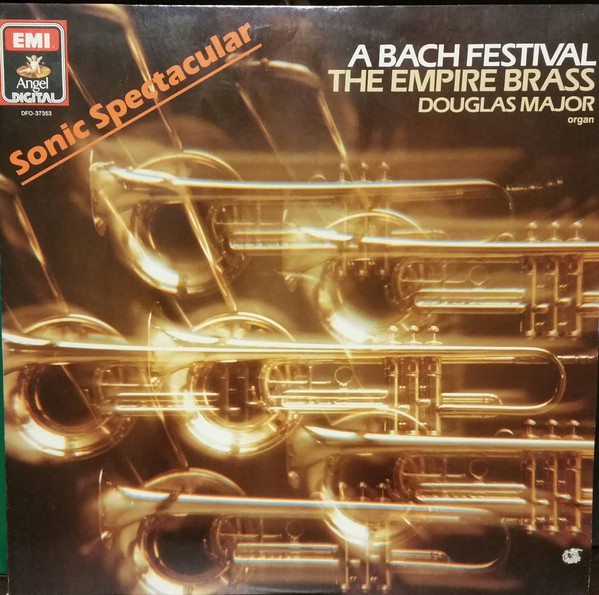 EMI
Angel
DIGITAL
DFO-37353
Sonic Spectacular
A BACH FESTIVAL
THE EMPIRE BRASS
DOUGLAS MAJOR
organ